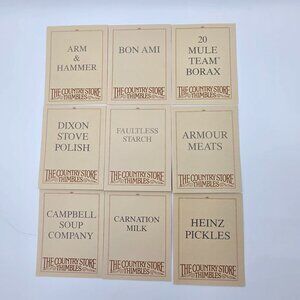 ARM
&
HAMMER
THE COUNTRY STORE
THIMBLES
BON AMI
THE COUNTRY STORE
THIMBLES
20
MULE
TEAM
BORAX
THE COUNTRY STORE
THIMBLES
DIXON
STOVE
POLISH
THE COUNTRY STORE
THIMBLES
FAULTLESS
STARCH
THE COUNTRY STORE
THIMBLES
ARMOUR
MEATS
THE COUNTRY STORE
THIMBLES
CAMPBELL
SOUP
COMPANY
THE COUNTRY STORE
THIMBLES
CARNATION
MILK
THE COUNTRY STORE
THIMBLES
HEINZ
PICKLES
THE COUNTRY STORE
THIMBLES